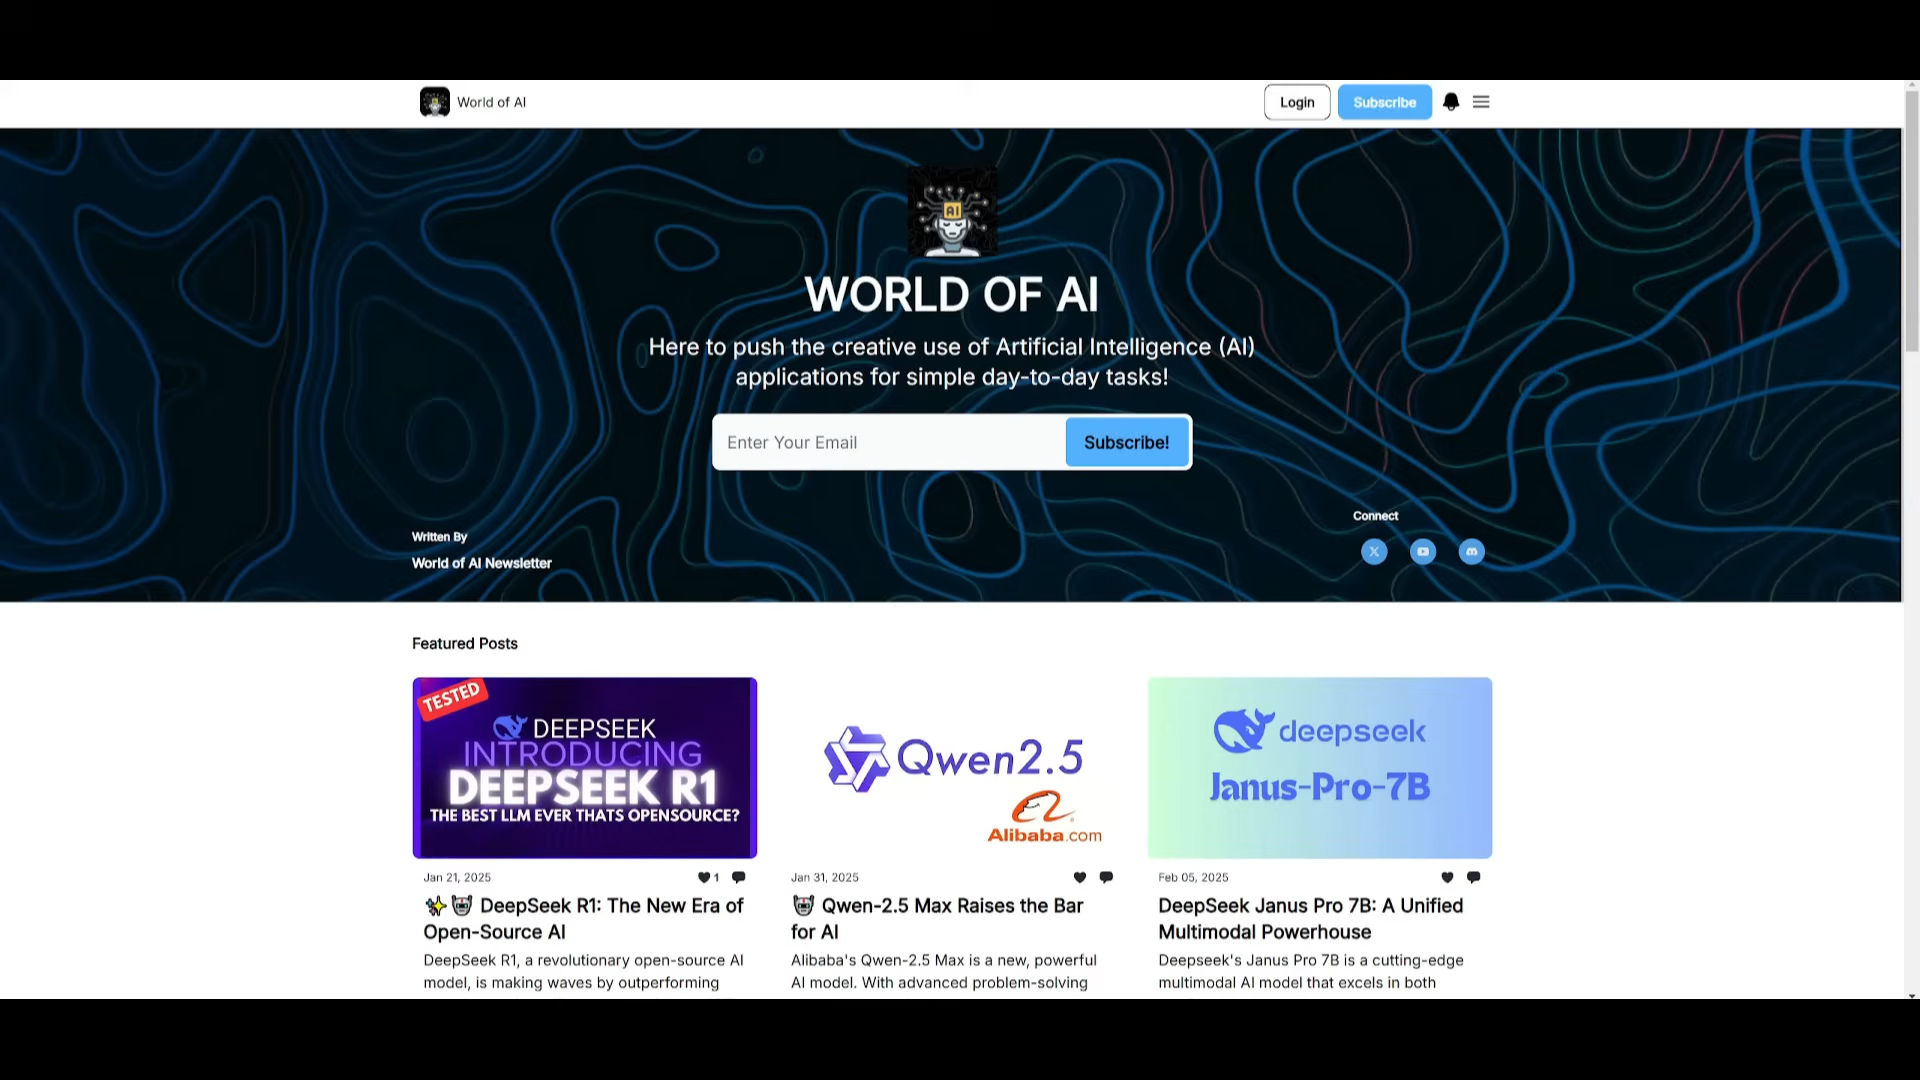 World of AI
Login
Subscribe
AI
WORLD OF AI
Here to push the creative use of Artificial Intelligence (AI)
applications for simple day-to-day tasks!
Enter Your Email
Subscribe!
Connect
Written By
World of AI Newsletter
Featured Posts
TESTED
DEEPSEEK
INTRODUCING
DEEPSEEK R1
THE BEST LLM EVER THATS OPENSOURCE?
Jan 21, 2025
1
DeepSeek R1: The New Era of
Open-Source AI
DeepSeek R1, a revolutionary open-source AI
model, is making waves by outperforming
Qwen2.5
Alibaba.com
Jan 31, 2025
Qwen-2.5 Max Raises the Bar
for AI
Alibaba's Qwen-2.5 Max is a new, powerful
AI model. With advanced problem-solving
deepseek
Janus-Pro-7B
Feb 05, 2025
DeepSeek Janus Pro 7B: A Unified
Multimodal Powerhouse
Deepseek's Janus Pro 7B is a cutting-edge
multimodal AI model that excels in both